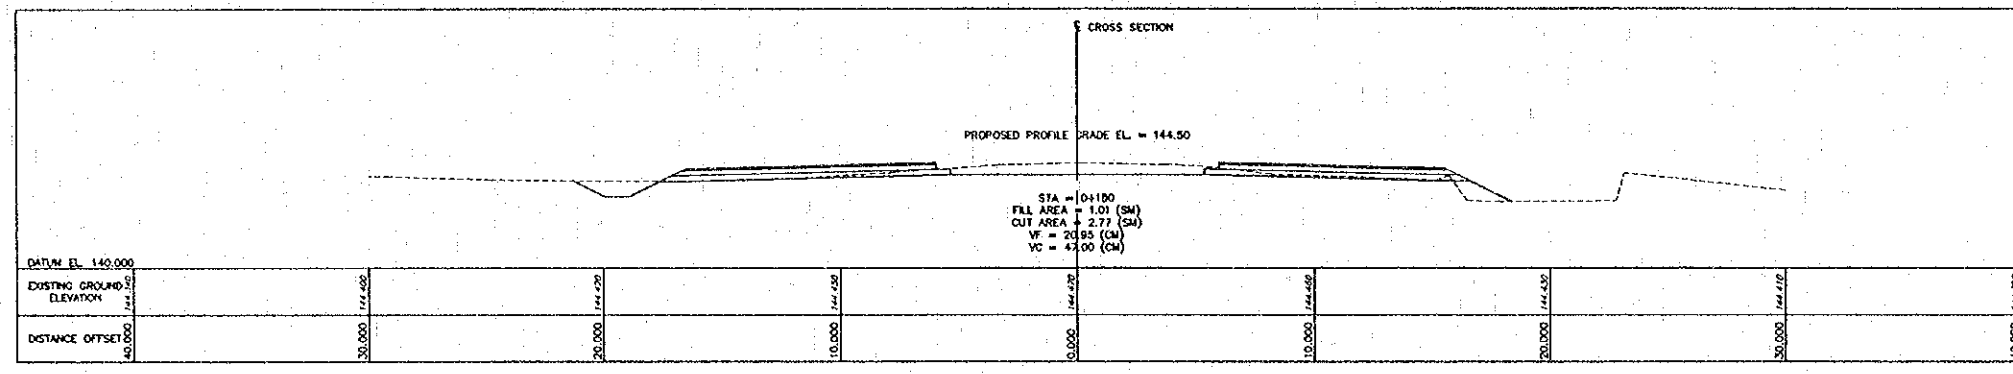 ℄ CROSS SECTION
PROPOSED PROFILE GRADE EL. = 144.50
STA = 0+180
FILL AREA = 1.01 (SM)
CUT AREA = 2.77 (SM)
VF = 20.95 (CM)
VC = 47.00 (CM)
DATUM EL. 140.000
EXISTING GROUND
ELEVATION
144.400 144.420 144.450 144.470 144.460 144.430 144.410
DISTANCE OFFSET
40.000 30.000 20.000 10.000 0.000 10.000 20.000 30.000